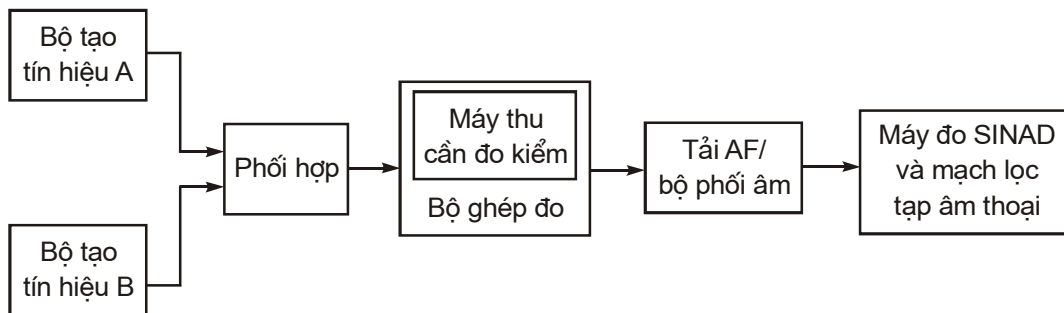 Bộ tạo
tín hiệu A
Bộ tạo
tín hiệu B
Phối hợp
Máy thu
cần đo kiểm
Bộ ghép đo
Tải AF/
bộ phối âm
Máy đo SINAD
và mạch lọc
tạp âm thoại